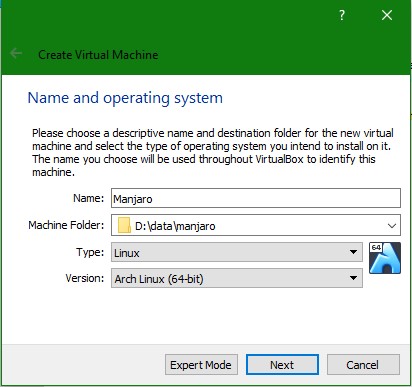 ?
Create Virtual Machine
Name and operating system
Please choose a descriptive name and destination folder for the new virtual
machine and select the type of operating system you intend to install on it.
The name you choose will be used throughout VirtualBox to identify this
machine.
Name: Manjaro
Machine Folder: D:\data\manjaro
Type: Linux
64
Version: Arch Linux (64-bit)
Expert Mode Next Cancel